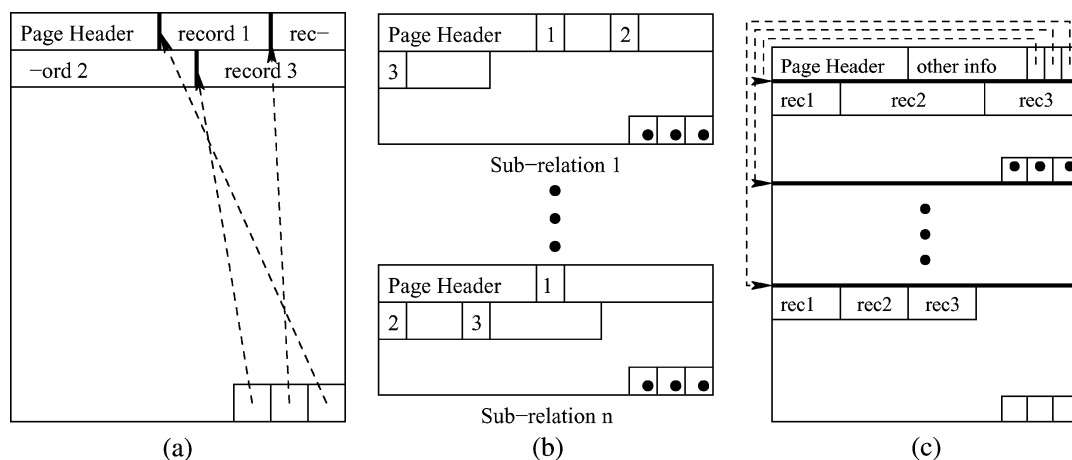 Page Header record 1 rec−
−ord 2 record 3
(a)
Page Header 1 2
3
Sub−relation 1
Page Header 1
2 3
Sub−relation n
(b)
Page Header other info
rec1 rec2 rec3
rec1 rec2 rec3
(c)